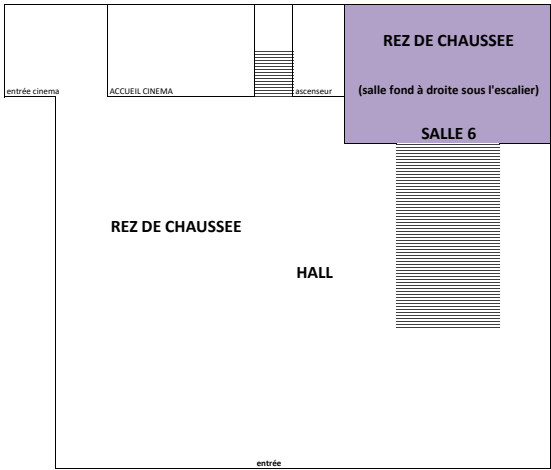 REZ DE CHAUSSEE
entrée cinema
ACCUEIL CINEMA
ascenseur
(salle fond à droite sous l'escalier)
SALLE 6
REZ DE CHAUSSEE
HALL
entrée